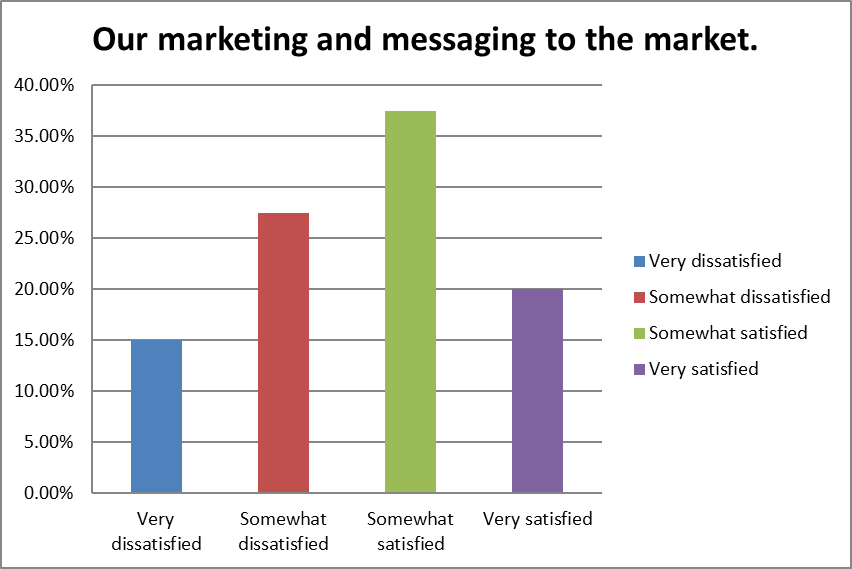 Our marketing and messaging to the market.
40.00%
35.00%
30.00%
25.00%
20.00%
15.00%
10.00%
5.00%
0.00%
Very
dissatisfied
Somewhat
dissatisfied
Somewhat
satisfied
Very satisfied
Very dissatisfied
Somewhat dissatisfied
Somewhat satisfied
Very satisfied